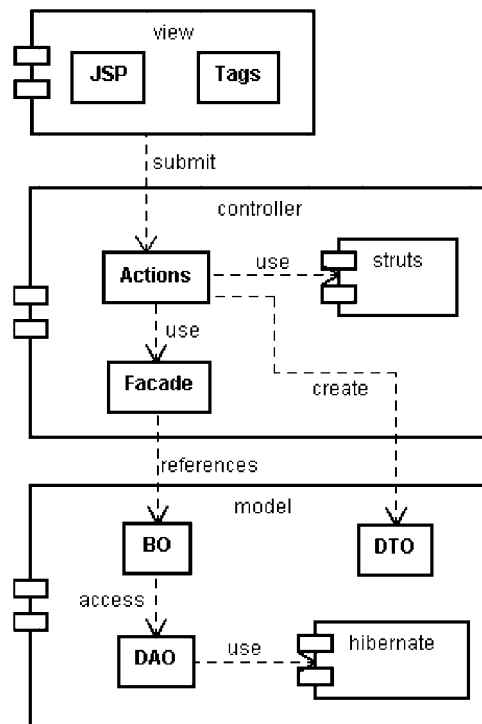 view
JSP
Tags
submit
controller
Actions
use
struts
use
Facade
create
references
model
BO
DTO
access
DAO
use
hibernate